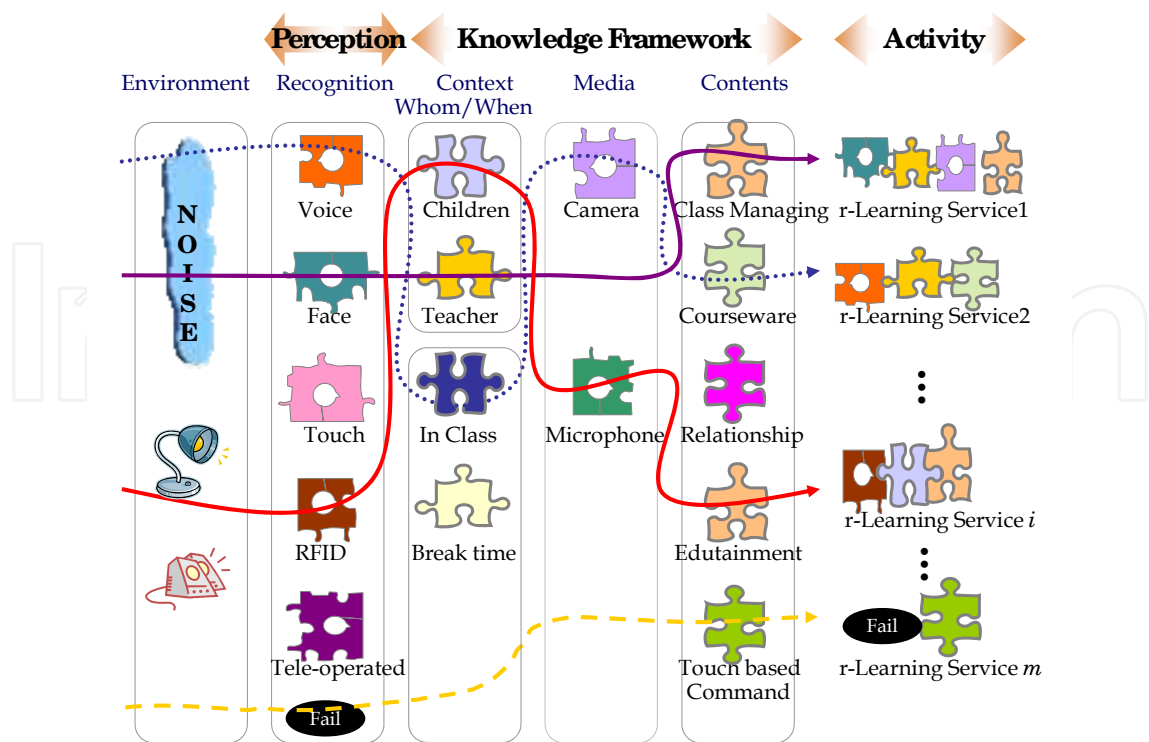 Perception Knowledge Framework Activity
Environment Recognition Context Media Contents
Whom/When
NOISE
Voice Children Camera Class Managing r-Learning Service1
Face Teacher Courseware r-Learning Service2
Touch In Class Microphone Relationship
RFID Break time Edutainment r-Learning Service i
Tele-operated Touch based r-Learning Service m
Command
Fail
Fail